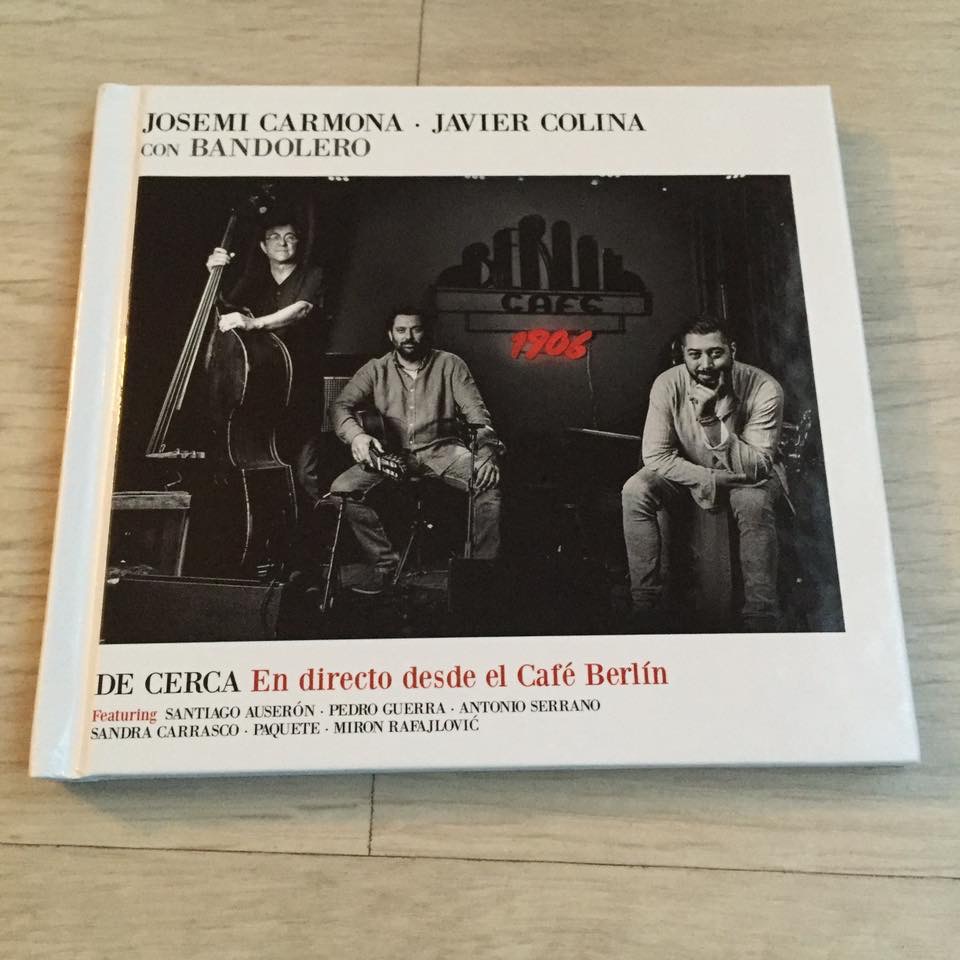 JOSEMI CARMONA · JAVIER COLINA
CON BANDOLERO
BERLIN
CAFE
1906
DE CERCA En directo desde el Café Berlín
Featuring SANTIAGO AUSERÓN · PEDRO GUERRA · ANTONIO SERRANO
SANDRA CARRASCO · PAQUETE · MIRON RAFAJLOVIĆ